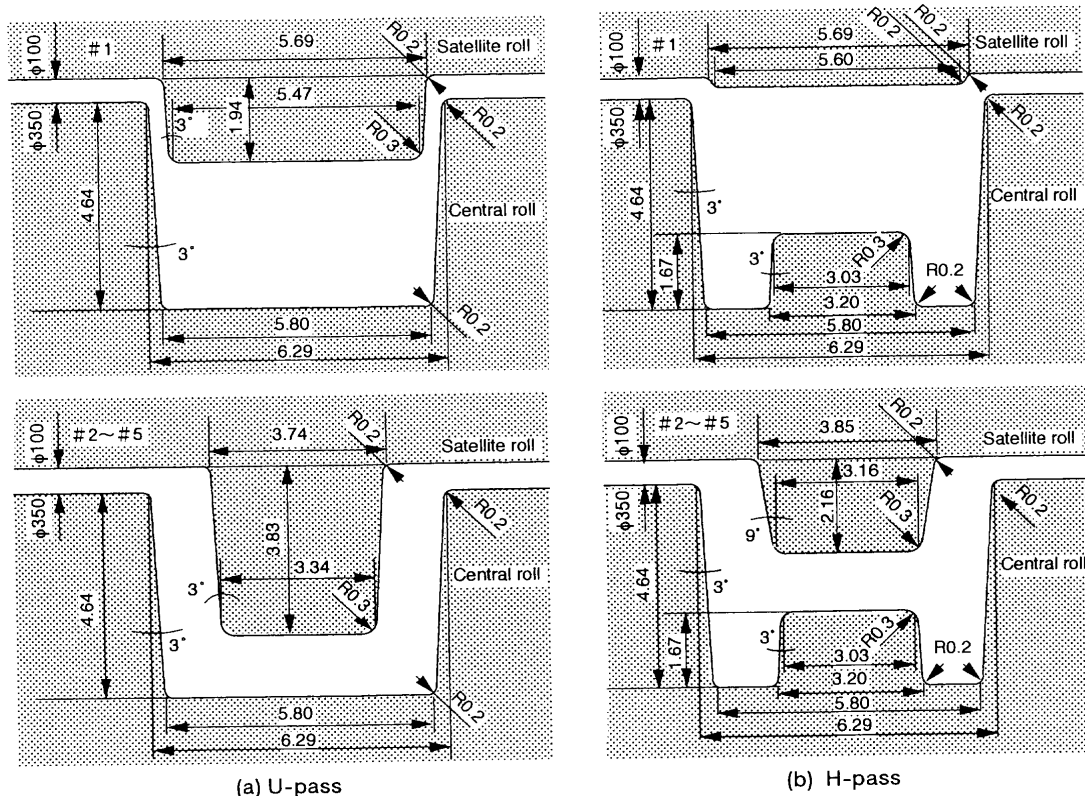 φ100
#1
5.69
R0.2
Satellite roll
5.47
1.94
3°
R0.3
R0.2
φ350
4.64
3°
Central roll
5.80
R0.2
6.29
φ100
#2~#5
3.74
R0.2
Satellite roll
φ350
3.83
R0.2
3.34
3°
R0.3
Central roll
4.64
3°
5.80
R0.2
6.29
(a) U-pass
φ100
#1
5.69
R0.2
R0.2
Satellite roll
5.60
φ350
R0.2
4.64
3°
Central roll
1.67
3°
R0.3
3.03
R0.2
3.20
5.80
6.29
φ100
#2~#5
3.85
R0.2
Satellite roll
3.16
2.16
φ350
9°
R0.3
R0.2
4.64
3°
Central roll
1.67
3°
R0.3
3.03
R0.2
3.20
5.80
6.29
(b) H-pass